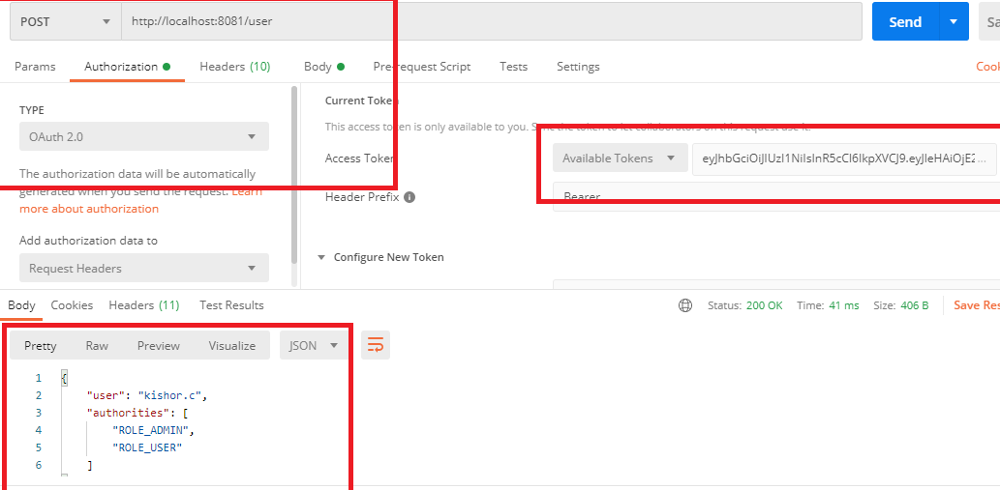 POST http://localhost:8081/user Send
Params Authorization Headers (10) Body Pre-request Script Tests Settings
TYPE
OAuth 2.0
The authorization data will be automatically
generated when you send the request. Learn
more about authorization
Add authorization data to
Request Headers
Current Token
This access token is only available to you. Sync the token to let collaborators on this request use it.
Access Token Available Tokens eyJhbGciOiJIUzI1NiIsInR5cCI6IkpXVCJ9.eyJleHAiOjE2...
Header Prefix Bearer
Configure New Token
Body Cookies Headers (11) Test Results Status: 200 OK Time: 41 ms Size: 406 B Save Res
Pretty Raw Preview Visualize JSON
1 {
2 "user": "kishor.c",
3 "authorities": [
4 "ROLE_ADMIN",
5 "ROLE_USER"
6 ]